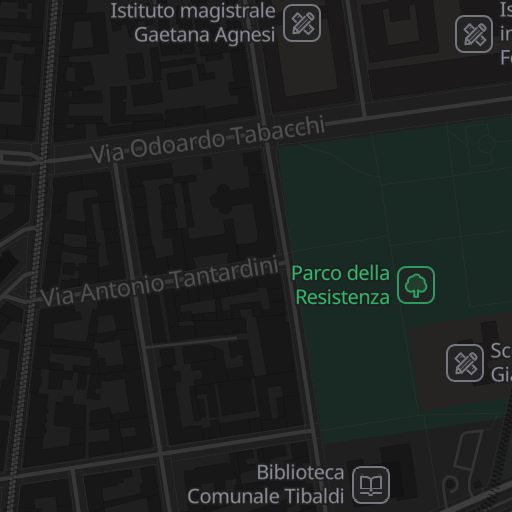 Istituto magistrale
Gaetana Agnesi
Via Odoardo Tabacchi
Via Antonio Tantardini
Parco della
Resistenza
Biblioteca
Comunale Tibaldi